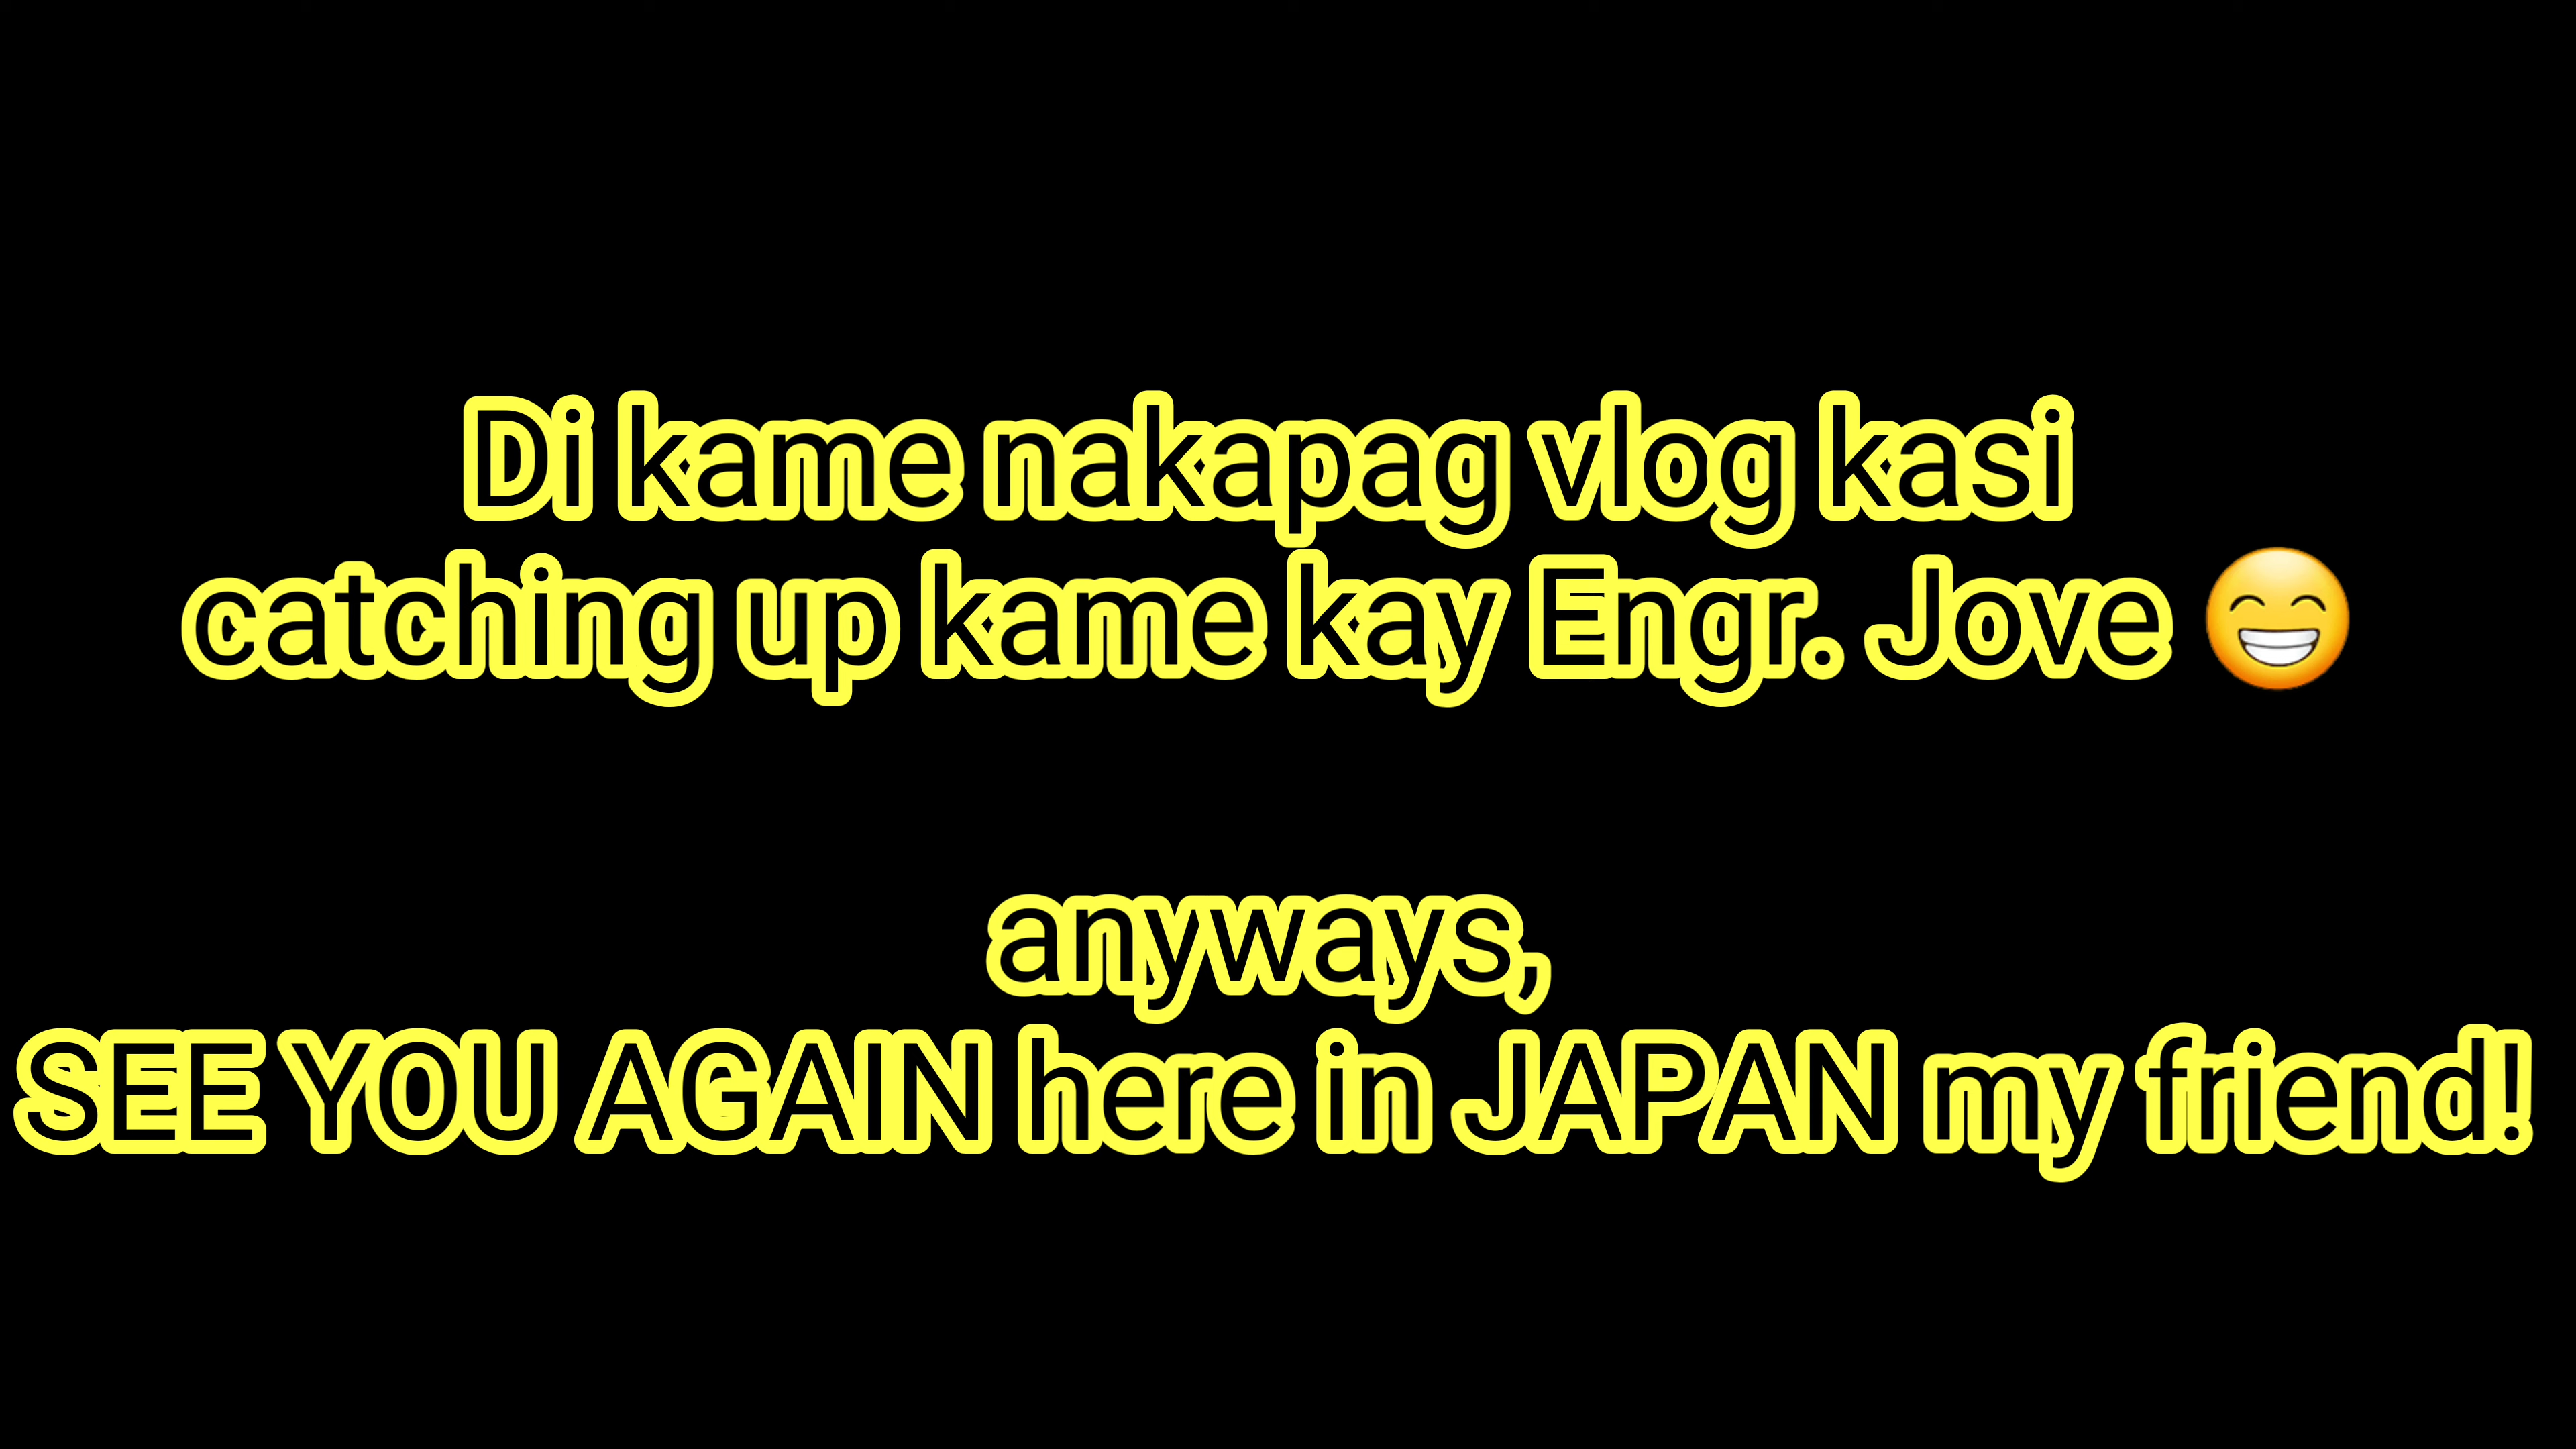 Di kame nakapag vlog kasi
catching up kame kay Engr. Jove 😁
anyways,
SEE YOU AGAIN here in JAPAN my friend!